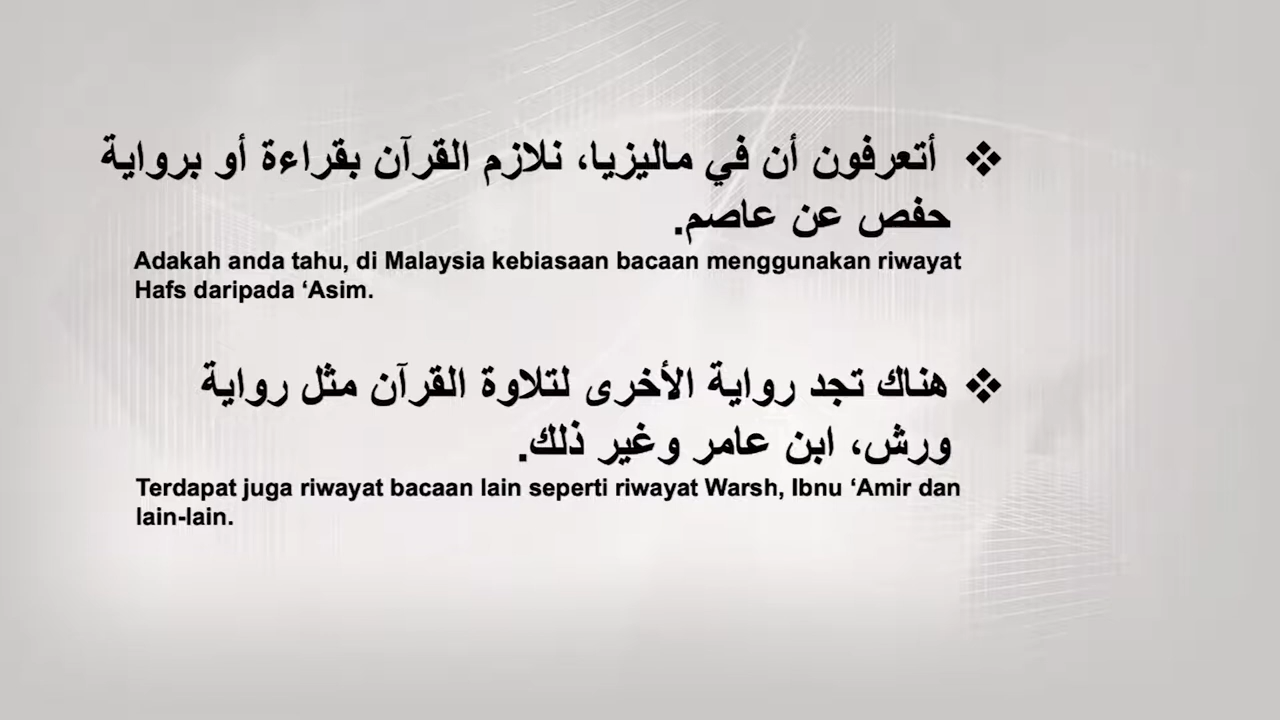 ❖ أتعرفون أن في ماليزيا، نلازم القرآن بقراءة أو برواية
حفص عن عاصم.
Adakah anda tahu, di Malaysia kebiasaan bacaan menggunakan riwayat
Hafs daripada ‘Asim.
❖ هناك تجد رواية الأخرى لتلاوة القرآن مثل رواية
ورش، ابن عامر وغير ذلك.
Terdapat juga riwayat bacaan lain seperti riwayat Warsh, Ibnu ‘Amir dan
lain-lain.